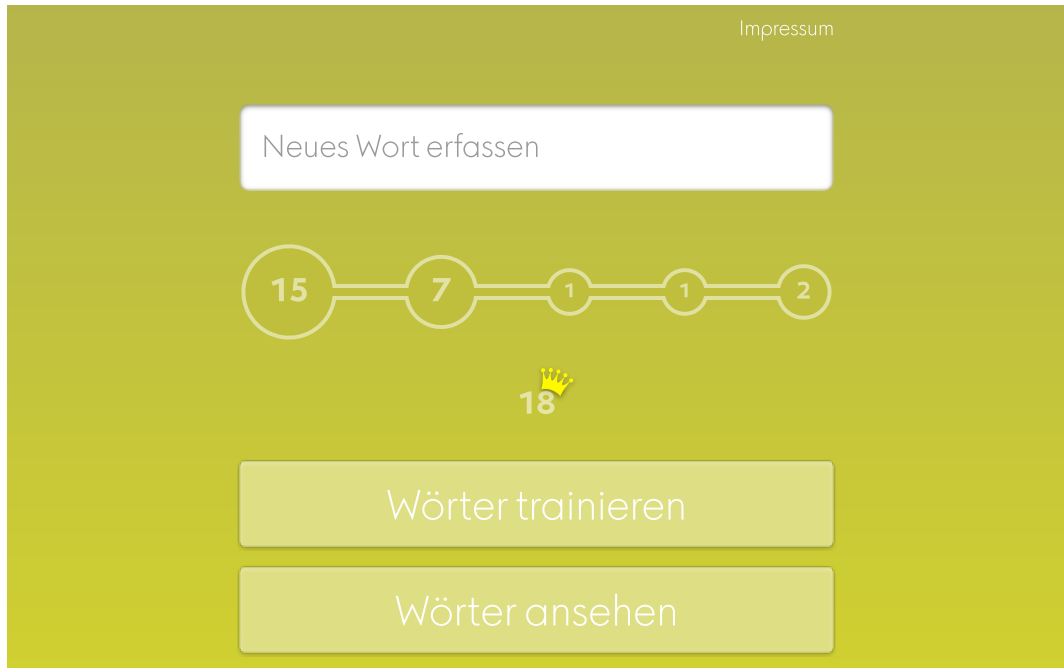 Impressum
Neues Wort erfassen
15 7 1 1 2
18
Wörter trainieren
Wörter ansehen